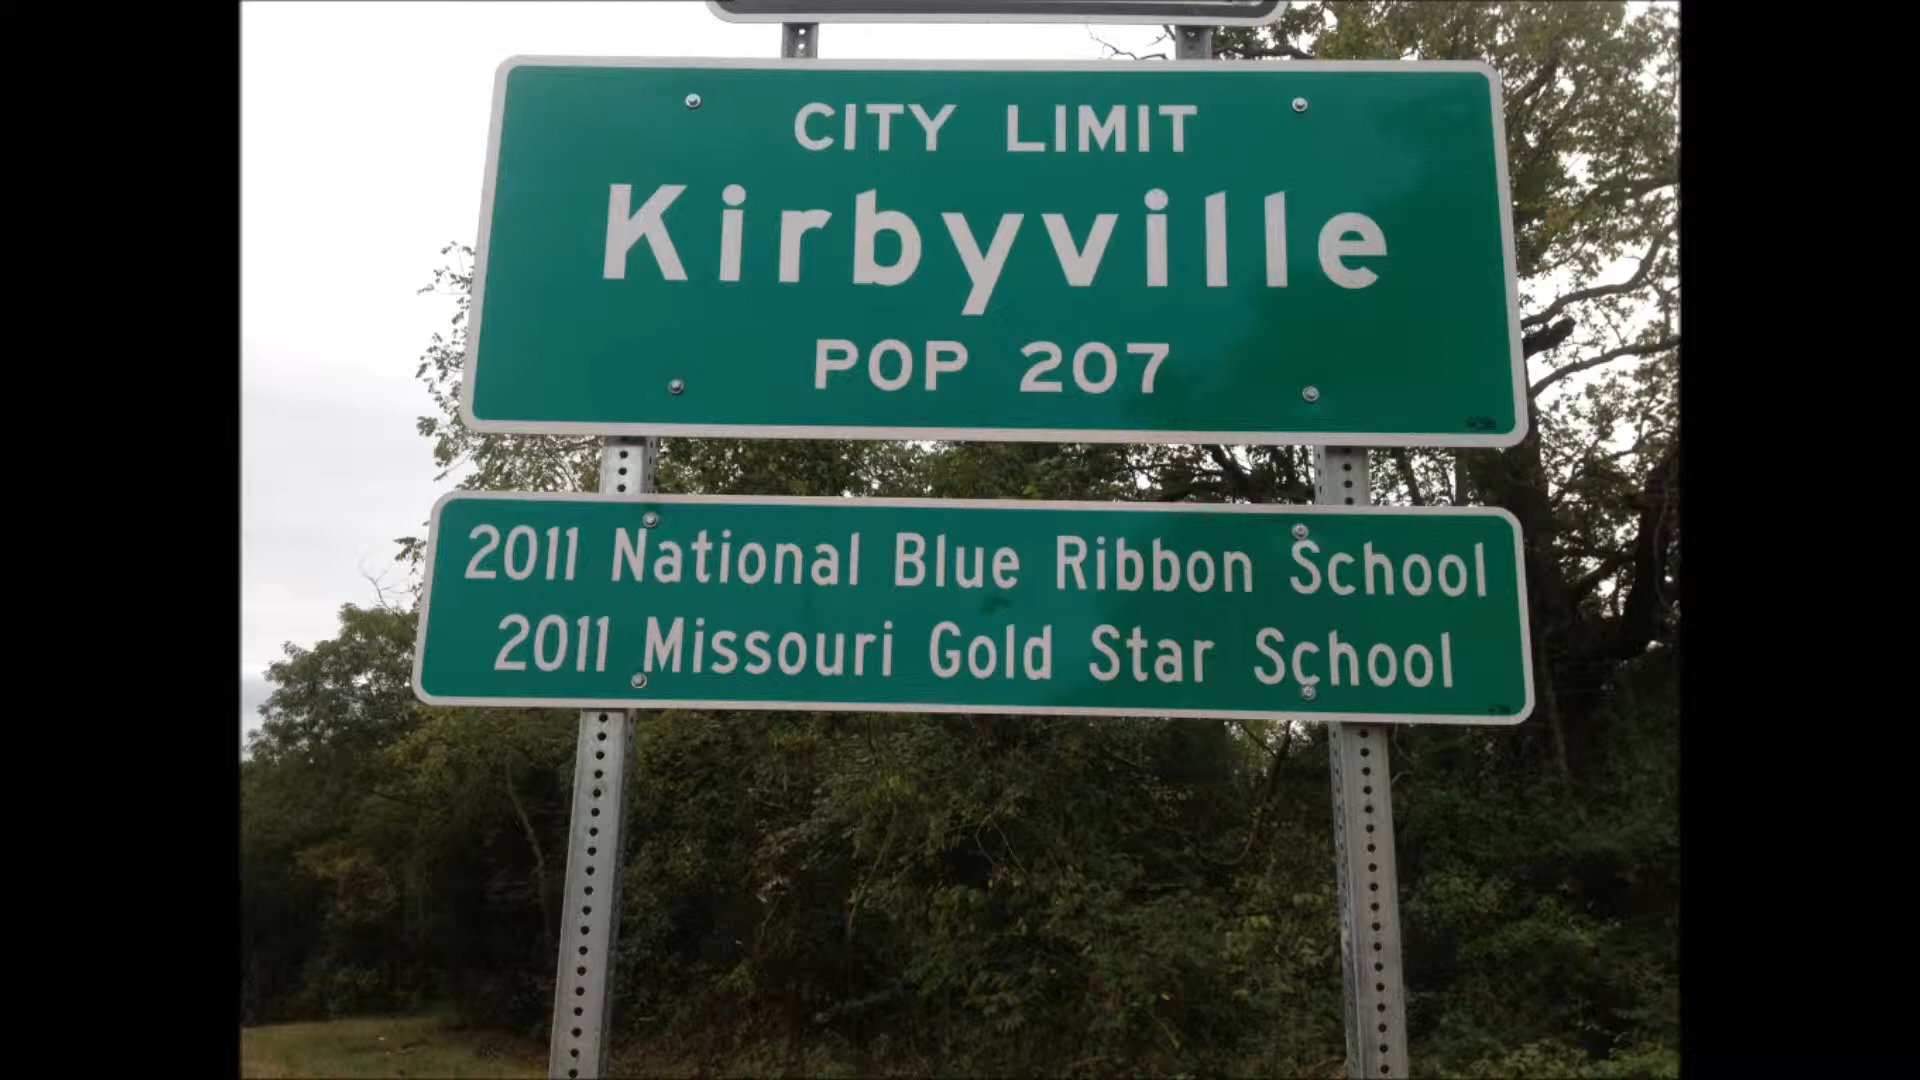 CITY LIMIT
Kirbyville
POP 207
2011 National Blue Ribbon School
2011 Missouri Gold Star School